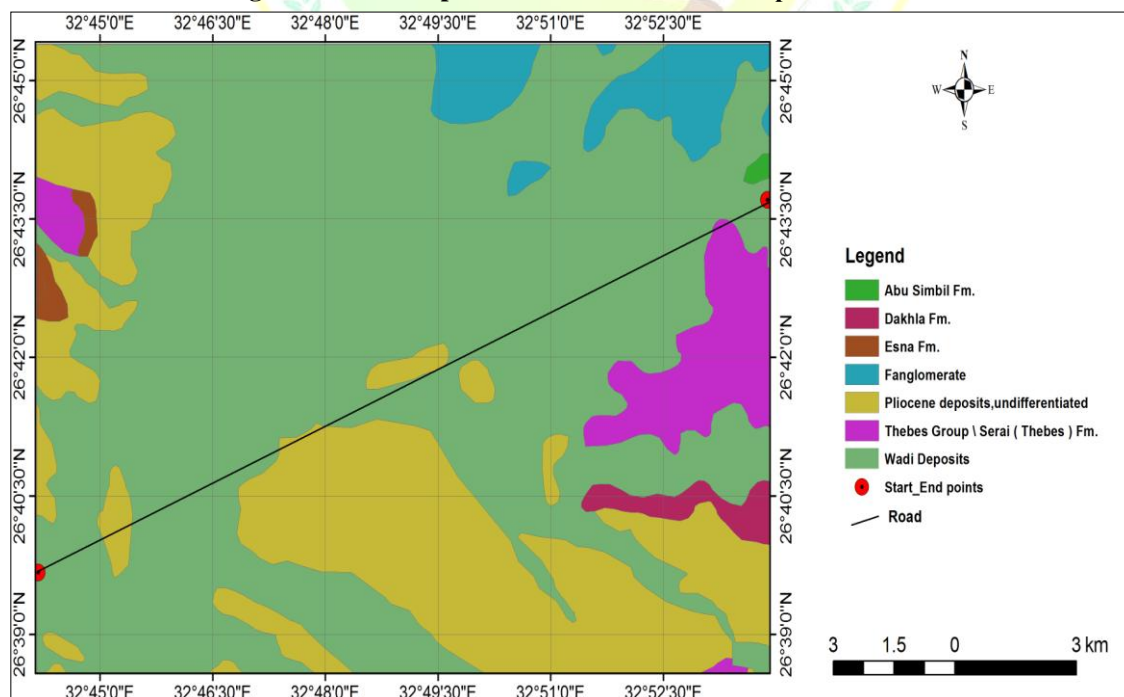 32°45'0"E 32°46'30"E 32°48'0"E 32°49'30"E 32°51'0"E 32°52'30"E
26°45'0"N
26°43'30"N
26°42'0"N
26°40'30"N
26°39'0"N
26°45'0"N
26°43'30"N
26°42'0"N
26°40'30"N
26°39'0"N
32°45'0"E 32°46'30"E 32°48'0"E 32°49'30"E 32°51'0"E 32°52'30"E
N
W E
S
Legend
Abu Simbil Fm.
Dakhla Fm.
Esna Fm.
Fanglomerate
Pliocene deposits,undifferentiated
Thebes Group \ Serai ( Thebes ) Fm.
Wadi Deposits
Start_End points
Road
3 1.5 0 3 km